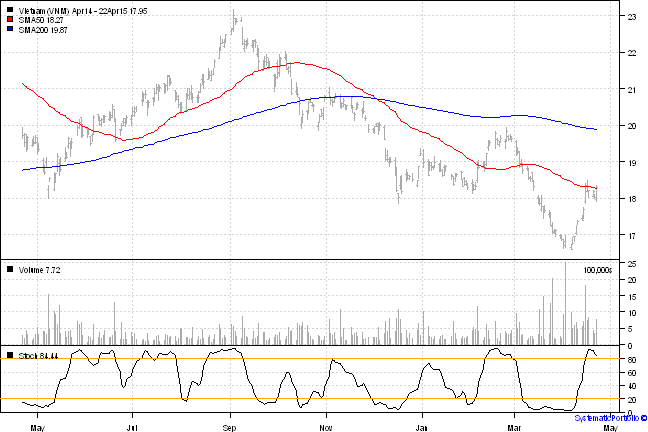 Vietnam (VNM) Apr14 - 22Apr15 17.95
SMA50 18.27
SMA200 19.87
23
22
21
20
19
18
17
Volume 7.72
100,000s
25
20
15
10
5
0
Stoch 84.44
80
60
40
20
0
May
Jul
Sep
Nov
Jan
Mar
May
SystematicPortfolio ©